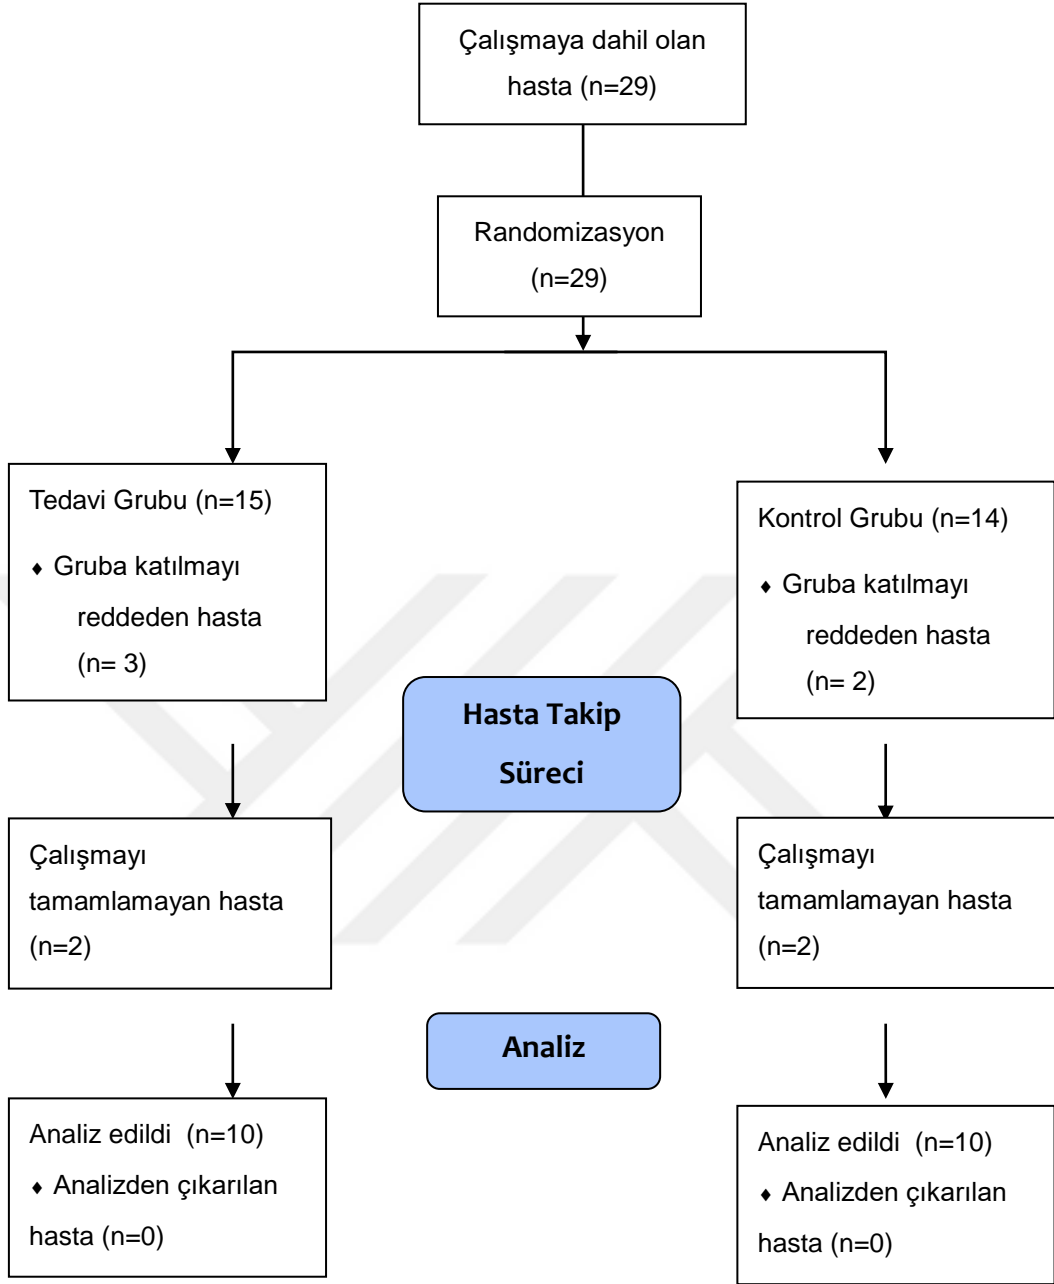 Çalışmaya dahil olan
hasta (n=29)
Randomizasyon
(n=29)
Tedavi Grubu (n=15)
♦ Gruba katılmayı
reddeden hasta
(n= 3)
Kontrol Grubu (n=14)
♦ Gruba katılmayı
reddeden hasta
(n= 2)
Hasta Takip
Süreci
Çalışmayı
tamamlamayan hasta
(n=2)
Çalışmayı
tamamlamayan hasta
(n=2)
Analiz
Analiz edildi  (n=10)
♦ Analizden çıkarılan
hasta (n=0)
Analiz edildi  (n=10)
♦ Analizden çıkarılan
hasta (n=0)